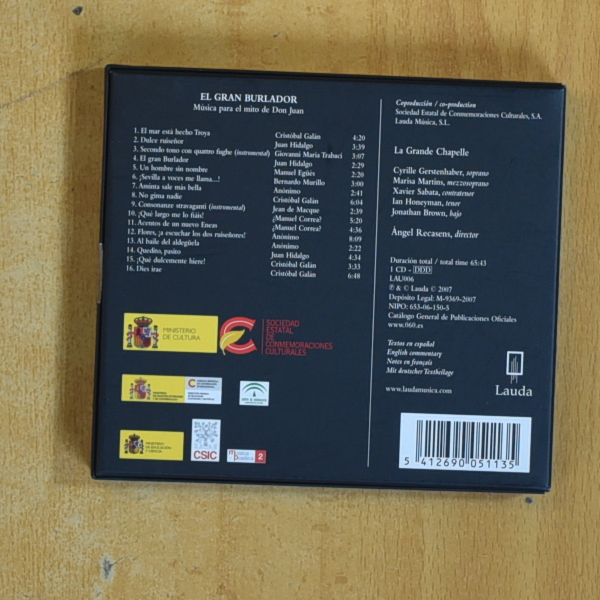 EL GRAN BURLADOR
Música para el mito de Don Juan
1. El mar está hecho Troya Cristóbal Galán 4:20
2. Dulce ruiseñor Juan Hidalgo 3:39
3. Secondo tono con quattro fughe (instrumental) Giovanni Maria Trabaci 3:07
4. El gran Burlador Juan Hidalgo 2:29
5. Un hombre sin nombre Manuel Egüés 2:20
6. ¡Sevilla a voces me llama...! Bernardo Murillo 3:00
7. Aminta sale más bella Anónimo 2:41
8. No gima nadie Cristóbal Galán 6:04
9. Consonanze stravaganti (instrumental) Jean de Macque 2:39
10. ¡Qué largo me lo fiáis! ¿Manuel Correa? 5:20
11. Acentos de un nuevo Eneas ¿Manuel Correa? 4:36
12. Flores, ¡a escuchar los dos ruiseñores! Anónimo 8:09
13. Al baile del aldegüela Anónimo 2:22
14. Quedito, pasito Juan Hidalgo 4:34
15. ¡Qué dulcemente hiere! Cristóbal Galán 3:33
16. Dies irae Cristóbal Galán 6:48
MINISTERIO
DE CULTURA
SOCIEDAD
ESTATAL
DE
CONMEMORACIONES
CULTURALES
MINISTERIO
DE EDUCACIÓN
Y CIENCIA
CSIC
2
Coproducción / co-production
Sociedad Estatal de Conmemoraciones Culturales, S.A.
Lauda Música, S.L.
La Grande Chapelle
Cyrille Gerstenhaber, soprano
Marisa Martins, mezzosoprano
Xavier Sabata, contratenor
Ian Honeyman, tenor
Jonathan Brown, bajo
Àngel Recasens, director
Duración total / total time 65:43
1 CD - DDD
LAU006
℗ & © Lauda © 2007
Depósito Legal: M-9369-2007
NIPO: 653-06-150-5
Catálogo General de Publicaciones Oficiales
www.060.es
Textos en español
English commentary
Notes en français
Mit deutscher Textbeilage
www.laudamusica.com
Lauda
5 412690 051135